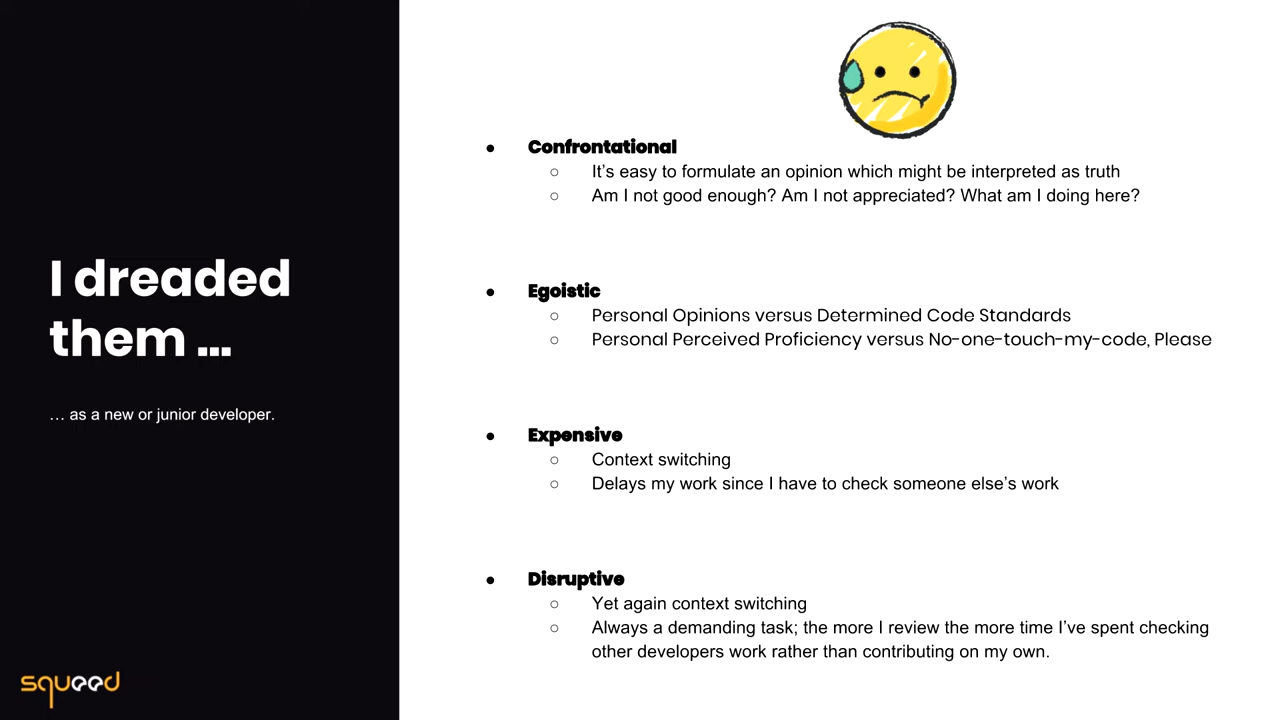 I dreaded
them ...
… as a new or junior developer.
squeed
● Confrontational
○ It’s easy to formulate an opinion which might be interpreted as truth
○ Am I not good enough? Am I not appreciated? What am I doing here?
● Egoistic
○ Personal Opinions versus Determined Code Standards
○ Personal Perceived Proficiency versus No-one-touch-my-code, Please
● Expensive
○ Context switching
○ Delays my work since I have to check someone else’s work
● Disruptive
○ Yet again context switching
○ Always a demanding task; the more I review the more time I’ve spent checking
other developers work rather than contributing on my own.